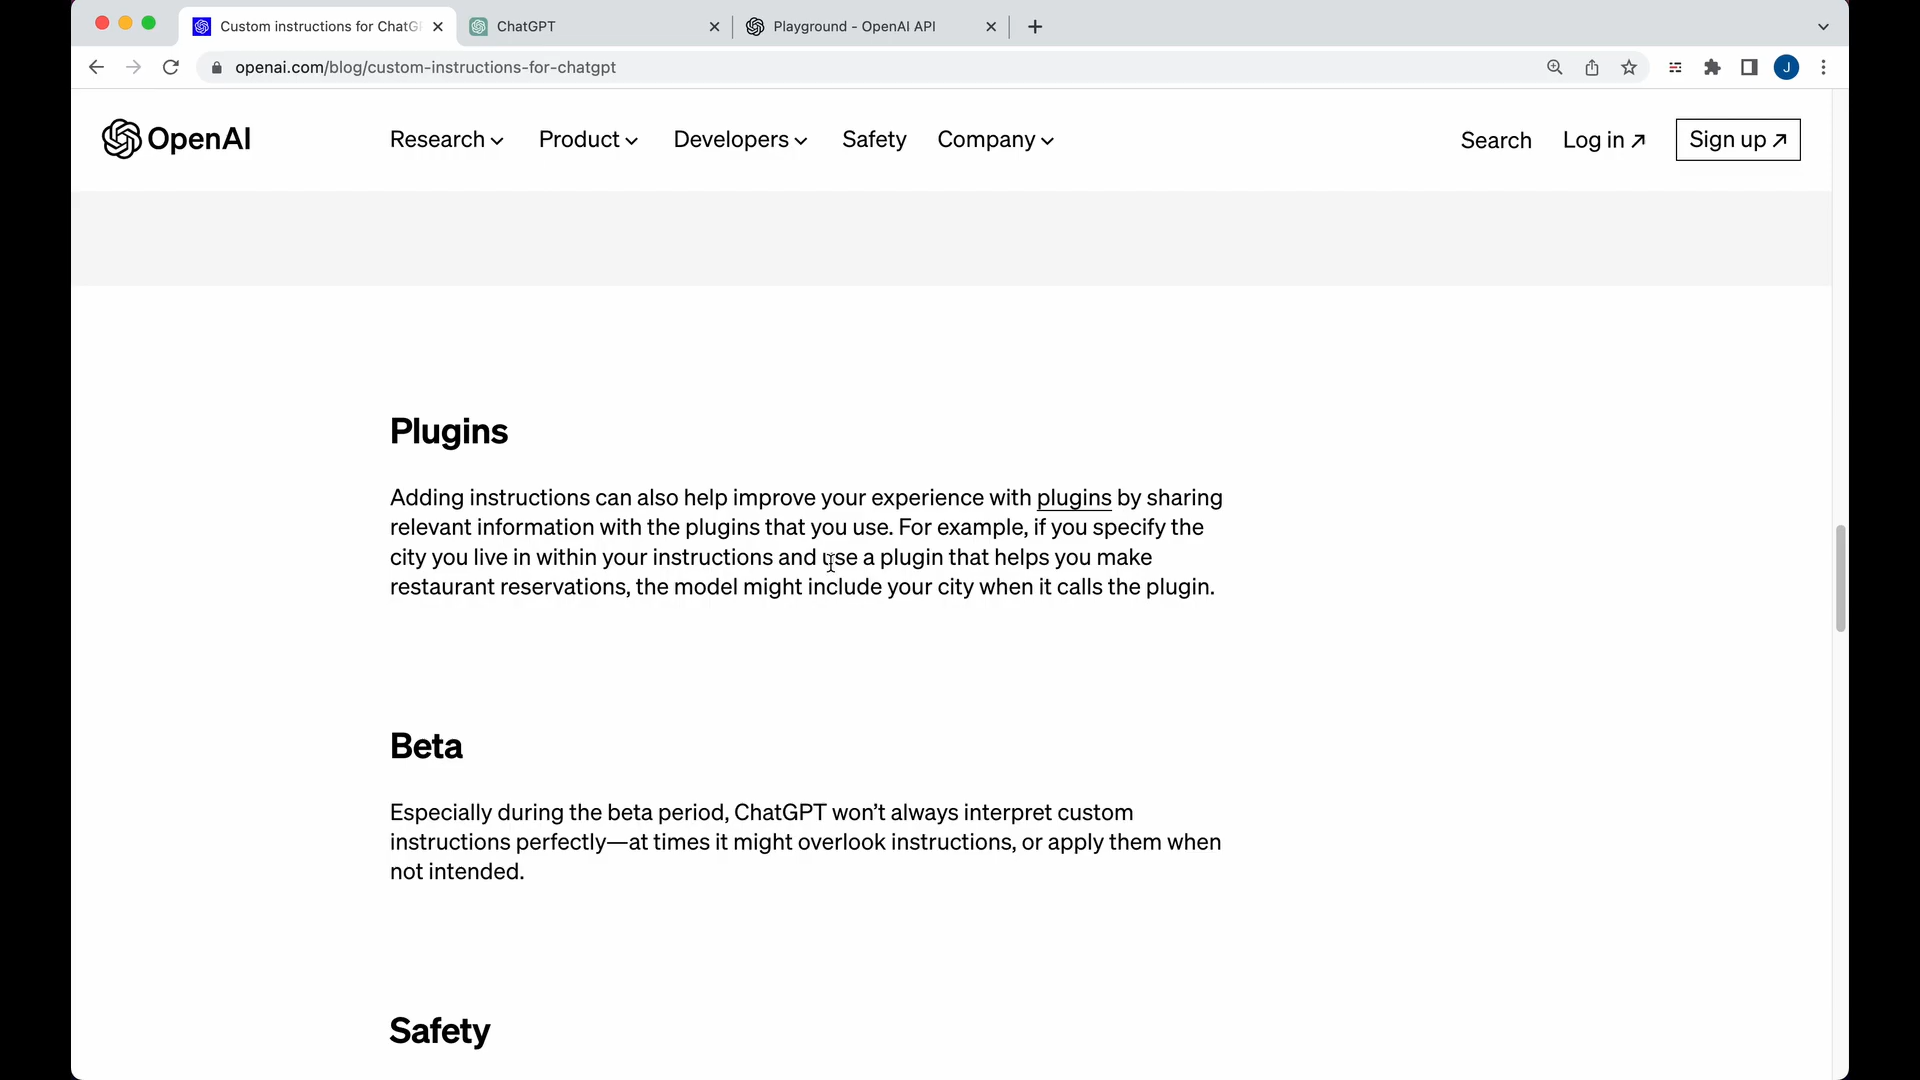 Custom instructions for ChatG
ChatGPT
Playground - OpenAI API
openai.com/blog/custom-instructions-for-chatgpt
J
OpenAI
Research
Product
Developers
Safety
Company
Search
Log in ↗
Sign up ↗
Plugins
Adding instructions can also help improve your experience with plugins by sharing
relevant information with the plugins that you use. For example, if you specify the
city you live in within your instructions and use a plugin that helps you make
restaurant reservations, the model might include your city when it calls the plugin.
Beta
Especially during the beta period, ChatGPT won’t always interpret custom
instructions perfectly—at times it might overlook instructions, or apply them when
not intended.
Safety